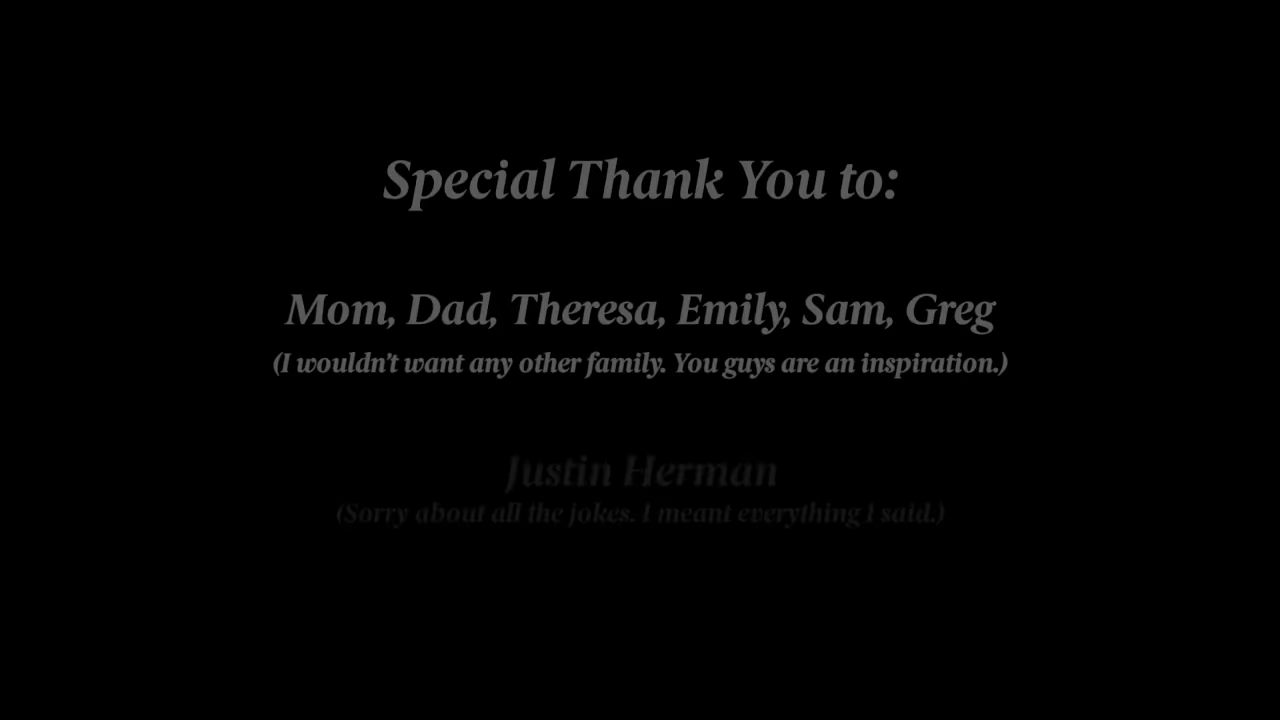 Special Thank You to:
Mom, Dad, Theresa, Emily, Sam, Greg
(I wouldn't want any other family. You guys are an inspiration.)
Justin Herman
(Sorry about all the jokes. I meant everything I said.)